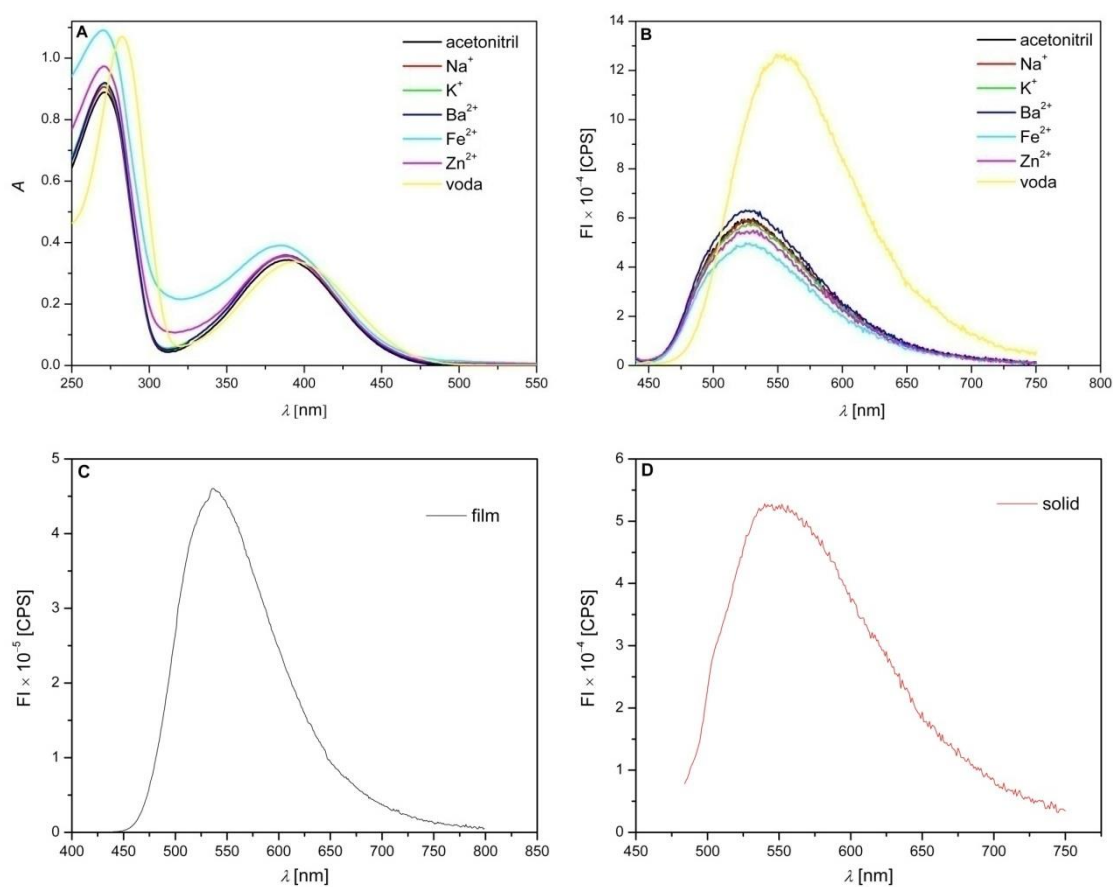 A
acetonitril
Na⁺
K⁺
Ba²⁺
Fe²⁺
Zn²⁺
voda
A
1.0
0.8
0.6
0.4
0.2
0.0
250 300 350 400 450 500 550
λ [nm]
B
acetonitril
Na⁺
K⁺
Ba²⁺
Fe²⁺
Zn²⁺
voda
FI × 10⁻⁴ [CPS]
14
12
10
8
6
4
2
0
450 500 550 600 650 700 750 800
λ [nm]
C
film
FI × 10⁻⁵ [CPS]
5
4
3
2
1
0
400 450 500 550 600 650 700 750 800 850
λ [nm]
D
solid
FI × 10⁻⁴ [CPS]
6
5
4
3
2
1
0
450 500 550 600 650 700 750
λ [nm]